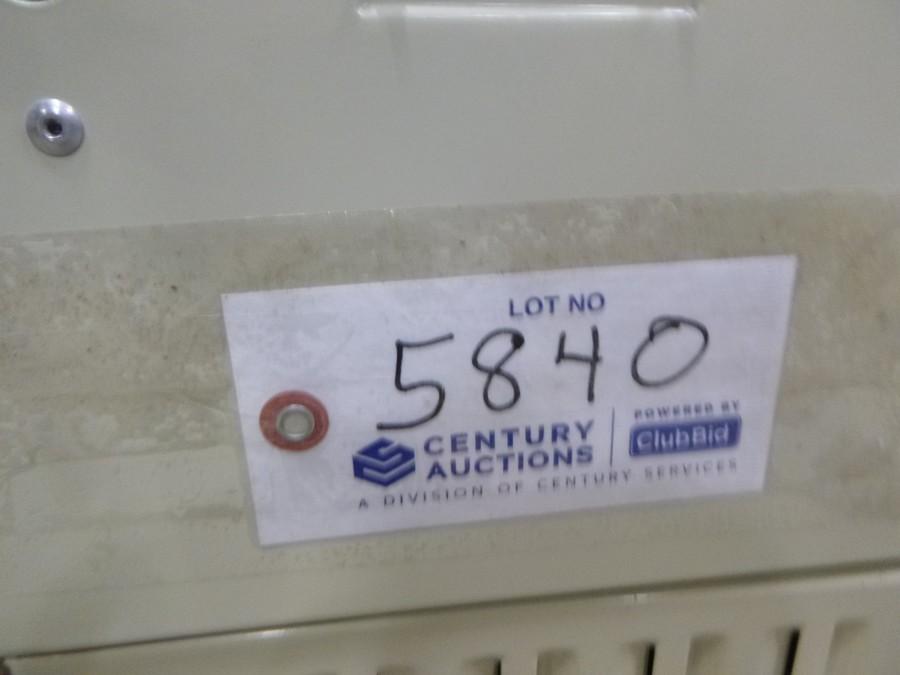 LOT NO
5840
CENTURY AUCTIONS
POWERED BY
ClubBid
A DIVISION OF CENTURY SERVICES